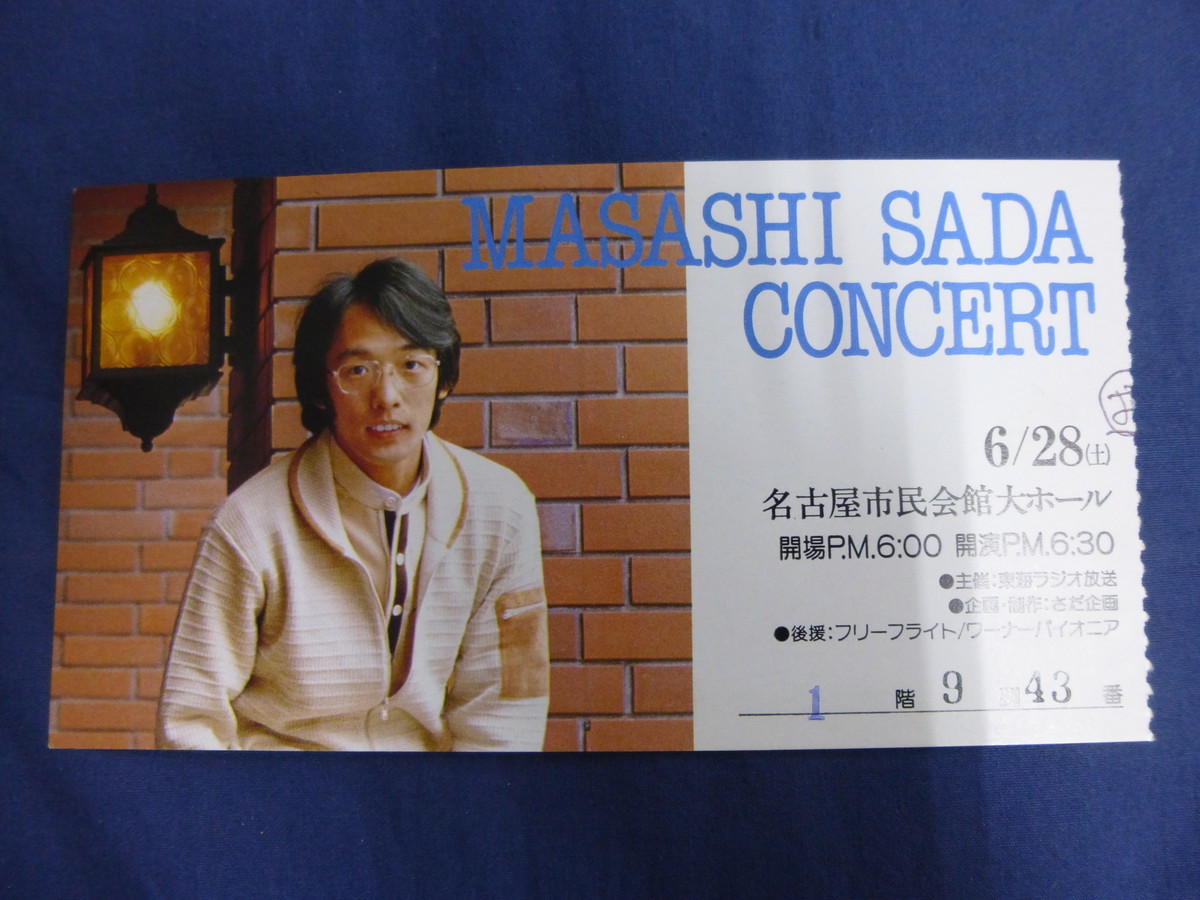 MASASHI SADA
CONCERT
お
6/28(土)
名古屋市民会館大ホール
開場P.M.6:00 開演P.M.6:30
●主催:東海ラジオ放送
●企画・制作:さだ企画
●後援:フリーフライト/ワーナーパイオニア
1 階 9 列 43 番